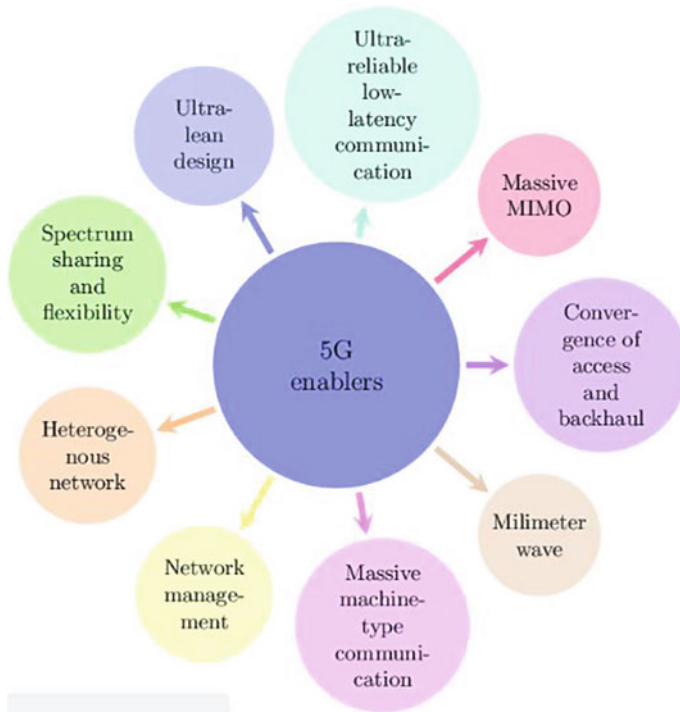 Ultra-
reliable
low-
latency
communi-
cation
Ultra-
lean
design
Massive
MIMO
Spectrum
sharing
and
flexibility
Conver-
gence of
access
and
backhaul
5G
enablers
Heteroge-
nous
network
Milimeter
wave
Network
manage-
ment
Massive
machine-
type
communi-
cation